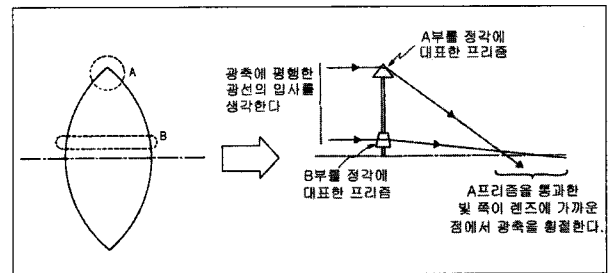 A
B
광축에 평행한
광선의 입사를
생각한다
A부를 정각에
대표한 프리즘
B부를 정각에
대표한 프리즘
A프리즘을 통과한
빛 쪽이 렌즈에 가까운
점에서 광축을 횡절한다.